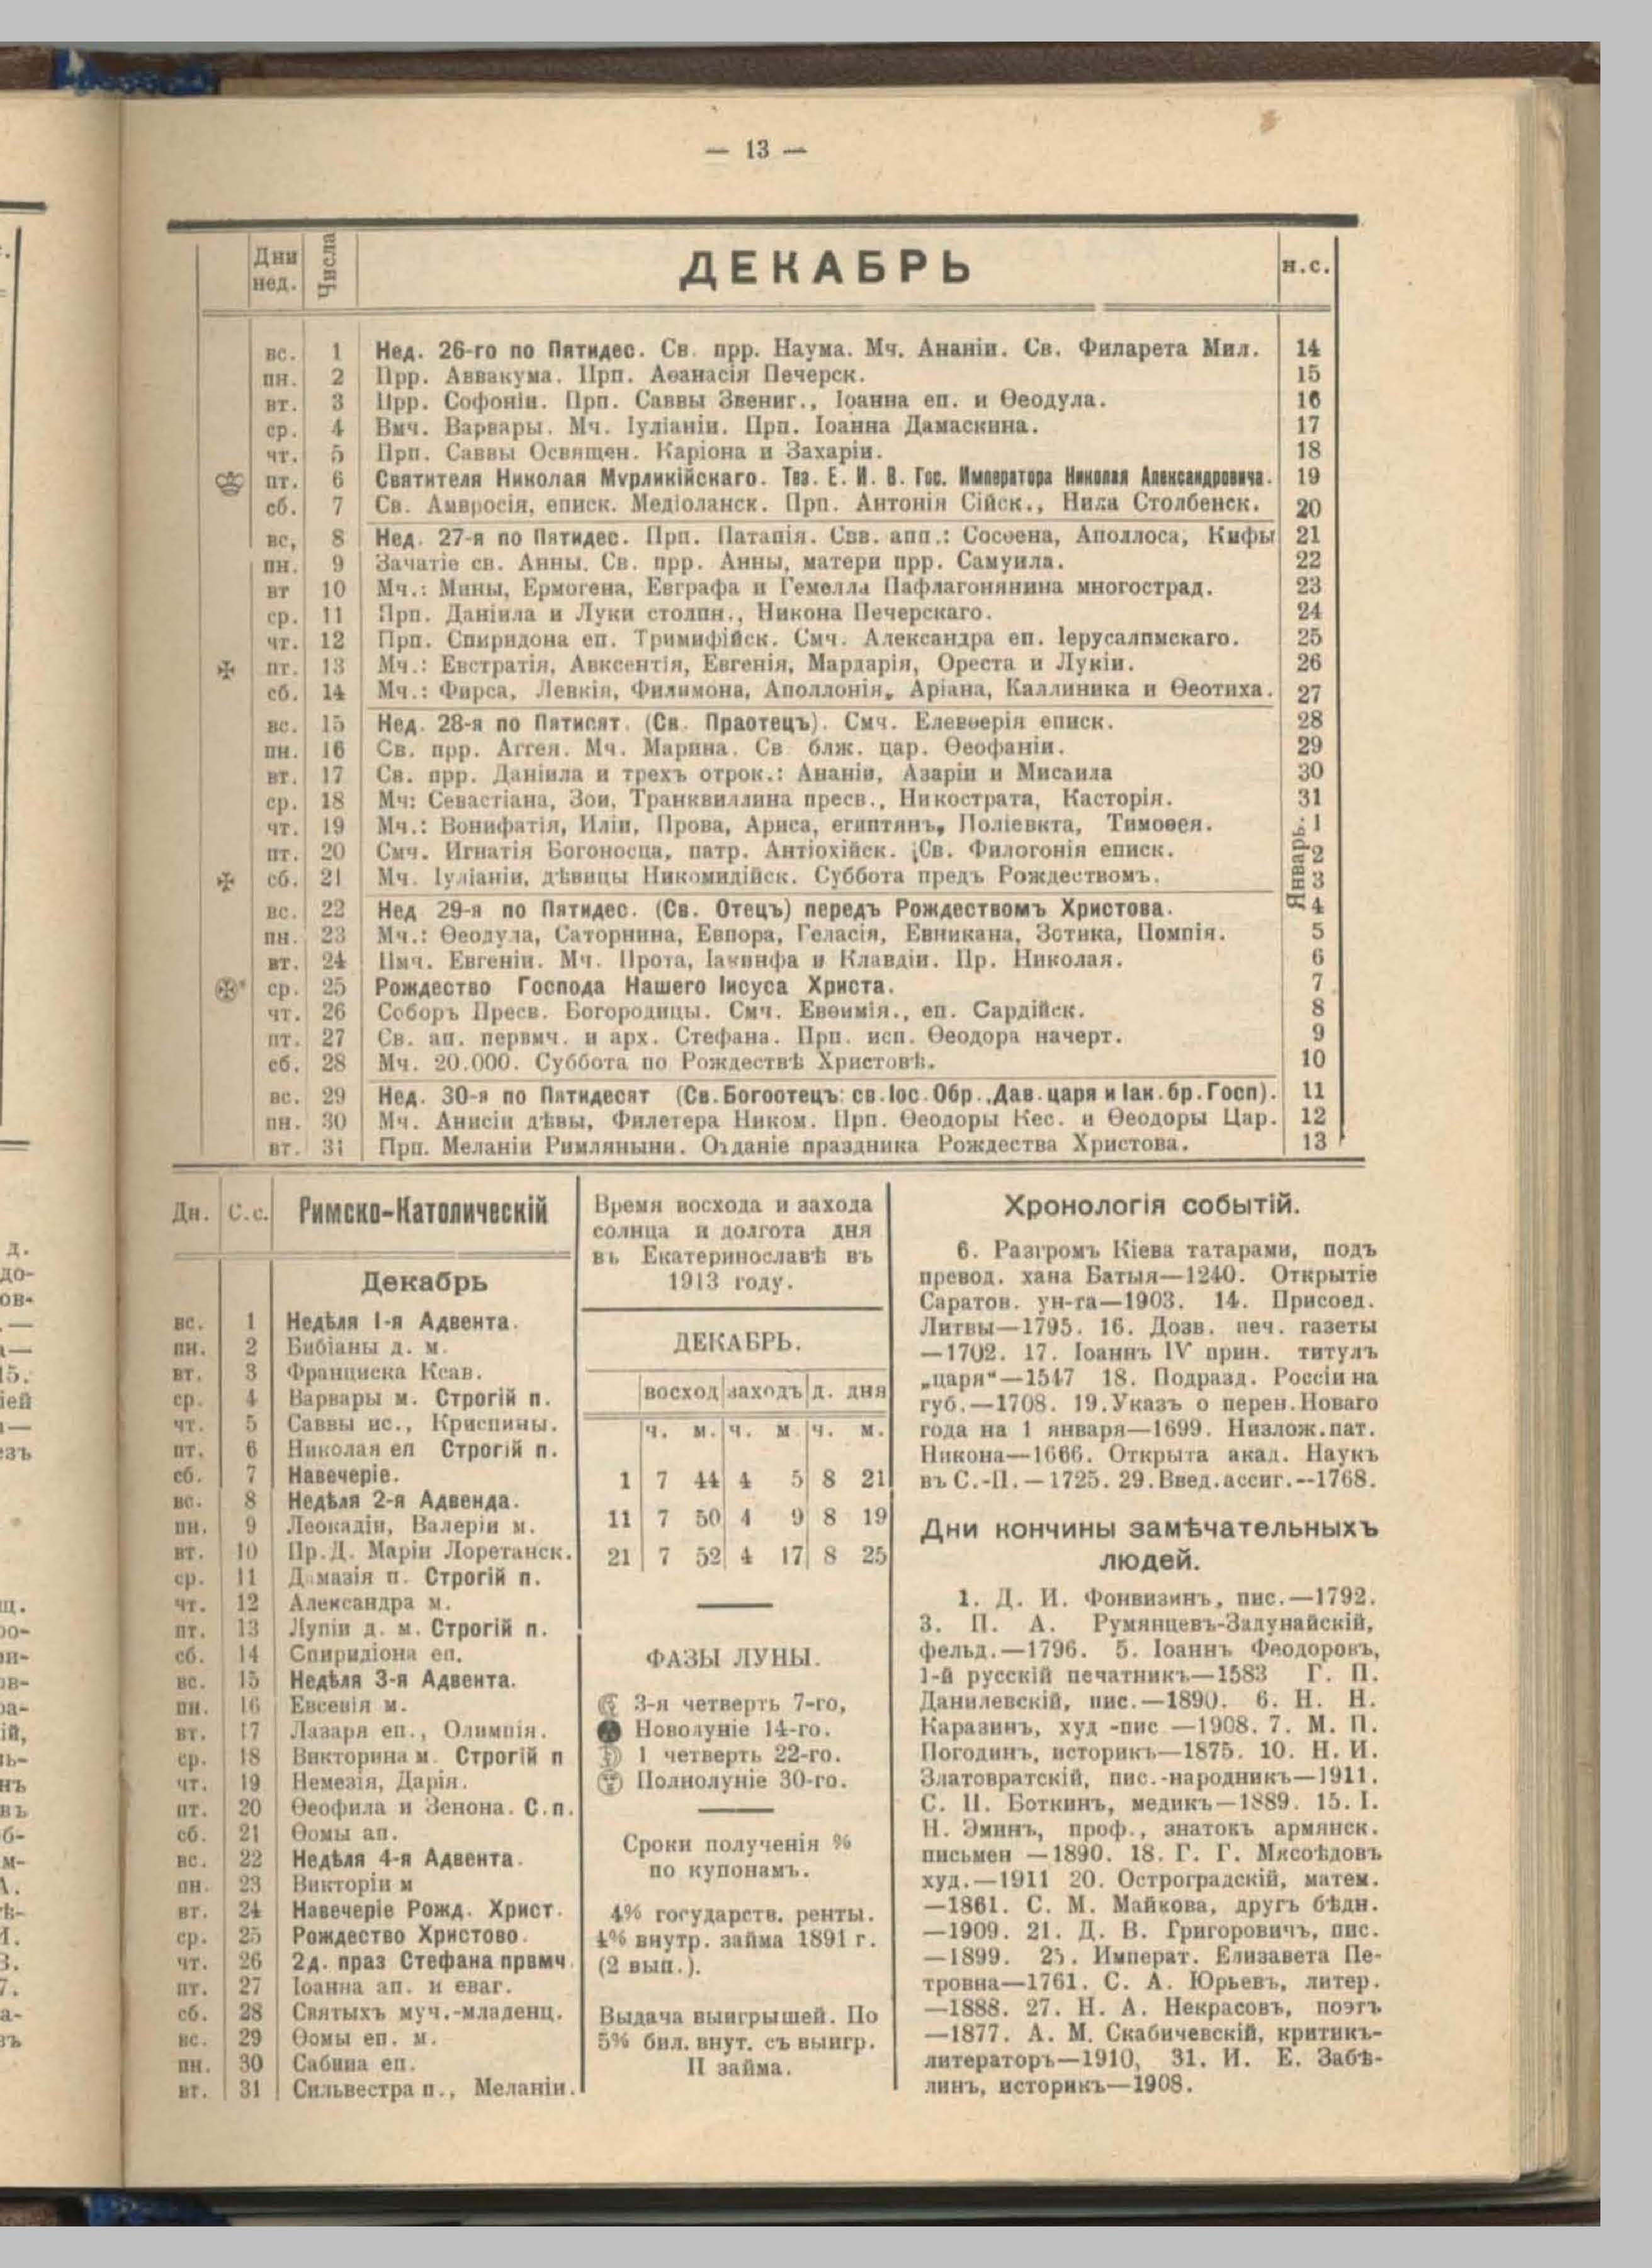 — 13 —
Дни нед. Числа ДЕКАБРЬ н.с.
вс. 1 Нед. 26-го по Пятидес. Св. прр. Наума. Мч. Ананіи. Св. Филарета Мил. 14
пн. 2 Прр. Аввакума. Прп. Аѳанасія Печерск. 15
вт. 3 Прр. Софоніи. Прп. Саввы Звениг., Іоанна еп. и Ѳеодула. 16
ср. 4 Вмч. Варвары. Мч. Іуліаніи. Прп. Іоанна Дамаскина. 17
чт. 5 Прп. Саввы Освящен. Каріона и Захаріи. 18
пт. 6 Святителя Николая Мѵрликійскаго. Тез. Е. И. В. Гос. Императора Николая Александровича. 19
сб. 7 Св. Амвросія, еписк. Медіоланск. Прп. Антонія Сійск., Нила Столбенск. 20
вс, 8 Нед. 27-я по Пятидес. Прп. Патапія. Свв. апп.: Сосѳена, Аполлоса, Кифы 21
пн. 9 Зачатіе св. Анны. Св. прр. Анны, матери прр. Самуила. 22
вт 10 Мч.: Мины, Ермогена, Евграфа и Гемелла Пафлагонянина многострад. 23
ср. 11 Прп. Даніила и Луки столпн., Никона Печерскаго. 24
чт. 12 Прп. Спиридона еп. Тримифійск. Смч. Александра еп. Іерусалпмскаго. 25
пт. 13 Мч.: Евстратія, Авксентія, Евгенія, Мардарія, Ореста и Лукіи. 26
сб. 14 Мч.: Фирса, Левкія, Филимона, Аполлонія, Аріана, Каллиника и Ѳеотиха. 27
вс. 15 Нед. 28-я по Пятисят. (Св. Праотецъ). Смч. Елевѳерія еписк. 28
пн. 16 Св. прр. Аггея. Мч. Марина. Св блж. цар. Ѳеофаніи. 29
вт. 17 Св. прр. Даніила и трехъ отрок.: Ананіи, Азаріи и Мисаила 30
ср. 18 Мч: Севастіана, Зои, Транквиллина пресв., Никострата, Касторія. 31
чт. 19 Мч.: Вонифатія, Иліи, Прова, Ариса, египтянъ, Поліевкта, Тимоѳея. Январь. 1
пт. 20 Смч. Игнатія Богоносца, патр. Антіохійск. Св. Филогонія еписк. 2
сб. 21 Мч. Іуліаніи, дѣвицы Никомидійск. Суббота предъ Рождествомъ. 3
вс. 22 Нед 29-я по Пятидес. (Св. Отецъ) передъ Рождествомъ Христова. 4
пн. 23 Мч.: Ѳеодула, Саторнина, Евпора, Геласія, Евникана, Зотика, Помпія. 5
вт. 24 Пмч. Евгеніи. Мч. Прота, Іакинфа и Клавдіи. Пр. Николая. 6
ср. 25 Рождество Господа Нашего Іисуса Христа. 7
чт. 26 Соборъ Пресв. Богородицы. Смч. Евѳимія., еп. Сардійск. 8
пт. 27 Св. ап. первмч. и арх. Стефана. Прп. исп. Ѳеодора начерт. 9
сб. 28 Мч. 20.000. Суббота по Рождествѣ Христовѣ. 10
вс. 29 Нед. 30-я по Пятидесят (Св. Богоотецъ: св. Іос. Обр., Дав. царя и Іак. бр. Госп). 11
пн. 30 Мч. Анисіи дѣвы, Филетера Ником. Прп. Ѳеодоры Кес. и Ѳеодоры Цар. 12
вт. 31 Прп. Меланіи Римляныни. Отданіе праздника Рождества Христова. 13
Дн. С.с. Римско-Католическій
Декабрь
вс. 1 Недѣля 1-я Адвента.
пн. 2 Бибіаны д. м.
вт. 3 Франциска Ксав.
ср. 4 Варвары м. Строгій п.
чт. 5 Саввы ис., Криспины.
пт. 6 Николая еп Строгій п.
сб. 7 Навечеріе.
вс. 8 Недѣля 2-я Адвенда.
пн. 9 Леокадіи, Валеріи м.
вт. 10 Пр. Д. Маріи Лоретанск.
ср. 11 Дамазія п. Строгій п.
чт. 12 Александра м.
пт. 13 Лупіи д. м. Строгій п.
сб. 14 Спиридіона еп.
вс. 15 Недѣля 3-я Адвента.
пн. 16 Евсевія м.
вт. 17 Лазаря еп., Олимпія.
ср. 18 Викторина м. Строгій п
чт. 19 Немезія, Дарія.
пт. 20 Ѳеофила и Зенона. С. п.
сб. 21 Ѳомы ап.
вс. 22 Недѣля 4-я Адвента.
пн. 23 Викторіи м
вт. 24 Навечеріе Рожд. Христ.
ср. 25 Рождество Христово.
чт. 26 2д. праз Стефана првмч.
пт. 27 Іоанна ап. и еваг.
сб. 28 Святыхъ муч.-младенц.
вс. 29 Ѳомы еп. м.
пн. 30 Сабина еп.
вт. 31 Сильвестра п., Меланіи.
Время восхода и захода
солнца и долгота дня
въ Екатеринославѣ въ
1913 году.
ДЕКАБРЬ.
восход заходъ д. дня
ч. м. ч. м ч. м.
1 7 44 4 5 8 21
11 7 50 4 9 8 19
21 7 52 4 17 8 25
ФАЗЫ ЛУНЫ.
3-я четверть 7-го,
Новолуніе 14-го.
1 четверть 22-го.
Полнолуніе 30-го.
Сроки полученія %
по купонамъ.
4% государств. ренты.
4% внутр. займа 1891 г.
(2 вып.).
Выдача выигрышей. По
5% бил. внут. съ выигр.
II займа.
Хронологія событій.
6. Разгромъ Кіева татарами, подъ
превод. хана Батыя—1240. Открытіе
Саратов. ун-та—1903. 14. Присоед.
Литвы—1795. 16. Дозв. печ. газеты
—1702. 17. Іоаннъ IV прин. титулъ
„царя“—1547 18. Подразд. Россіи на
губ.—1708. 19. Указъ о перен. Новаго
года на 1 января—1699. Низлож. пат.
Никона—1666. Открыта акад. Наукъ
въ С.-П.—1725. 29. Введ. ассиг.--1768.
Дни кончины замѣчательныхъ
людей.
1. Д. И. Фонвизинъ, пис.—1792.
3. П. А. Румянцевъ-Задунайскій,
фельд.—1796. 5. Іоаннъ Феодоровъ,
1-й русскій печатникъ—1583 Г. П.
Данилевскій, пис.—1890. 6. Н. Н.
Каразинъ, худ -пис —1908. 7. М. П.
Погодинъ, историкъ—1875. 10. Н. И.
Златовратскій, пис.-народникъ—1911.
С. П. Боткинъ, медикъ—1889. 15. І.
Н. Эминъ, проф., знатокъ армянск.
письмен —1890. 18. Г. Г. Мясоѣдовъ
худ.—1911 20. Остроградскій, матем.
—1861. С. М. Майкова, другъ бѣдн.
—1909. 21. Д. В. Григоровичъ, пис.
—1899. 25. Императ. Елизавета Пе-
тровна—1761. С. А. Юрьевъ, литер.
—1888. 27. Н. А. Некрасовъ, поэтъ
—1877. А. М. Скабичевскій, критикъ-
литераторъ—1910, 31. И. Е. Забѣ-
линъ, историкъ—1908.